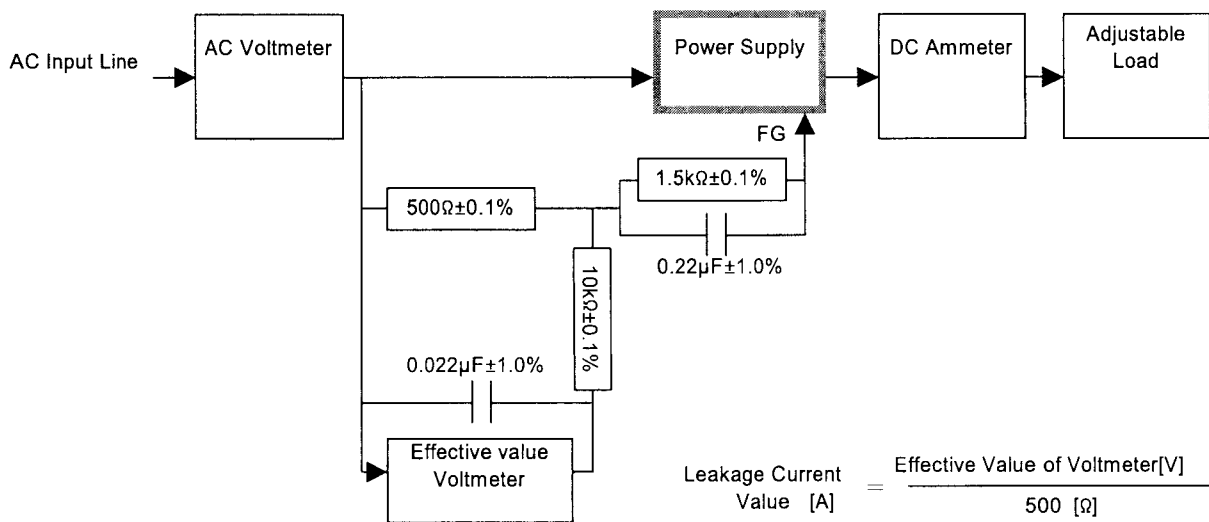 AC Input Line
AC Voltmeter
Power Supply
DC Ammeter
Adjustable
Load
FG
1.5kΩ±0.1%
500Ω±0.1%
0.22µF±1.0%
10kΩ±0.1%
0.022µF±1.0%
Effective value
Voltmeter
Leakage Current
Value [A]
=
Effective Value of Voltmeter[V]
500 [Ω]